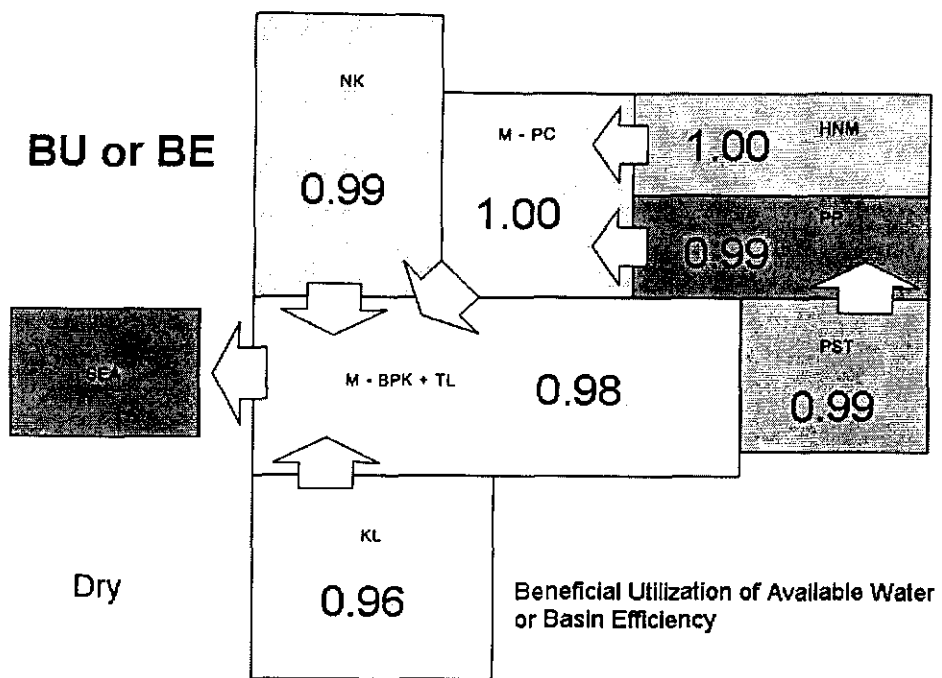 NK
BU or BE
0.99
M - PC
1.00
HNM
1.00
PP
0.99
SEA
M - BPK + TL
0.98
PST
0.99
KL
0.96
Dry
Beneficial Utilization of Available Water
or Basin Efficiency